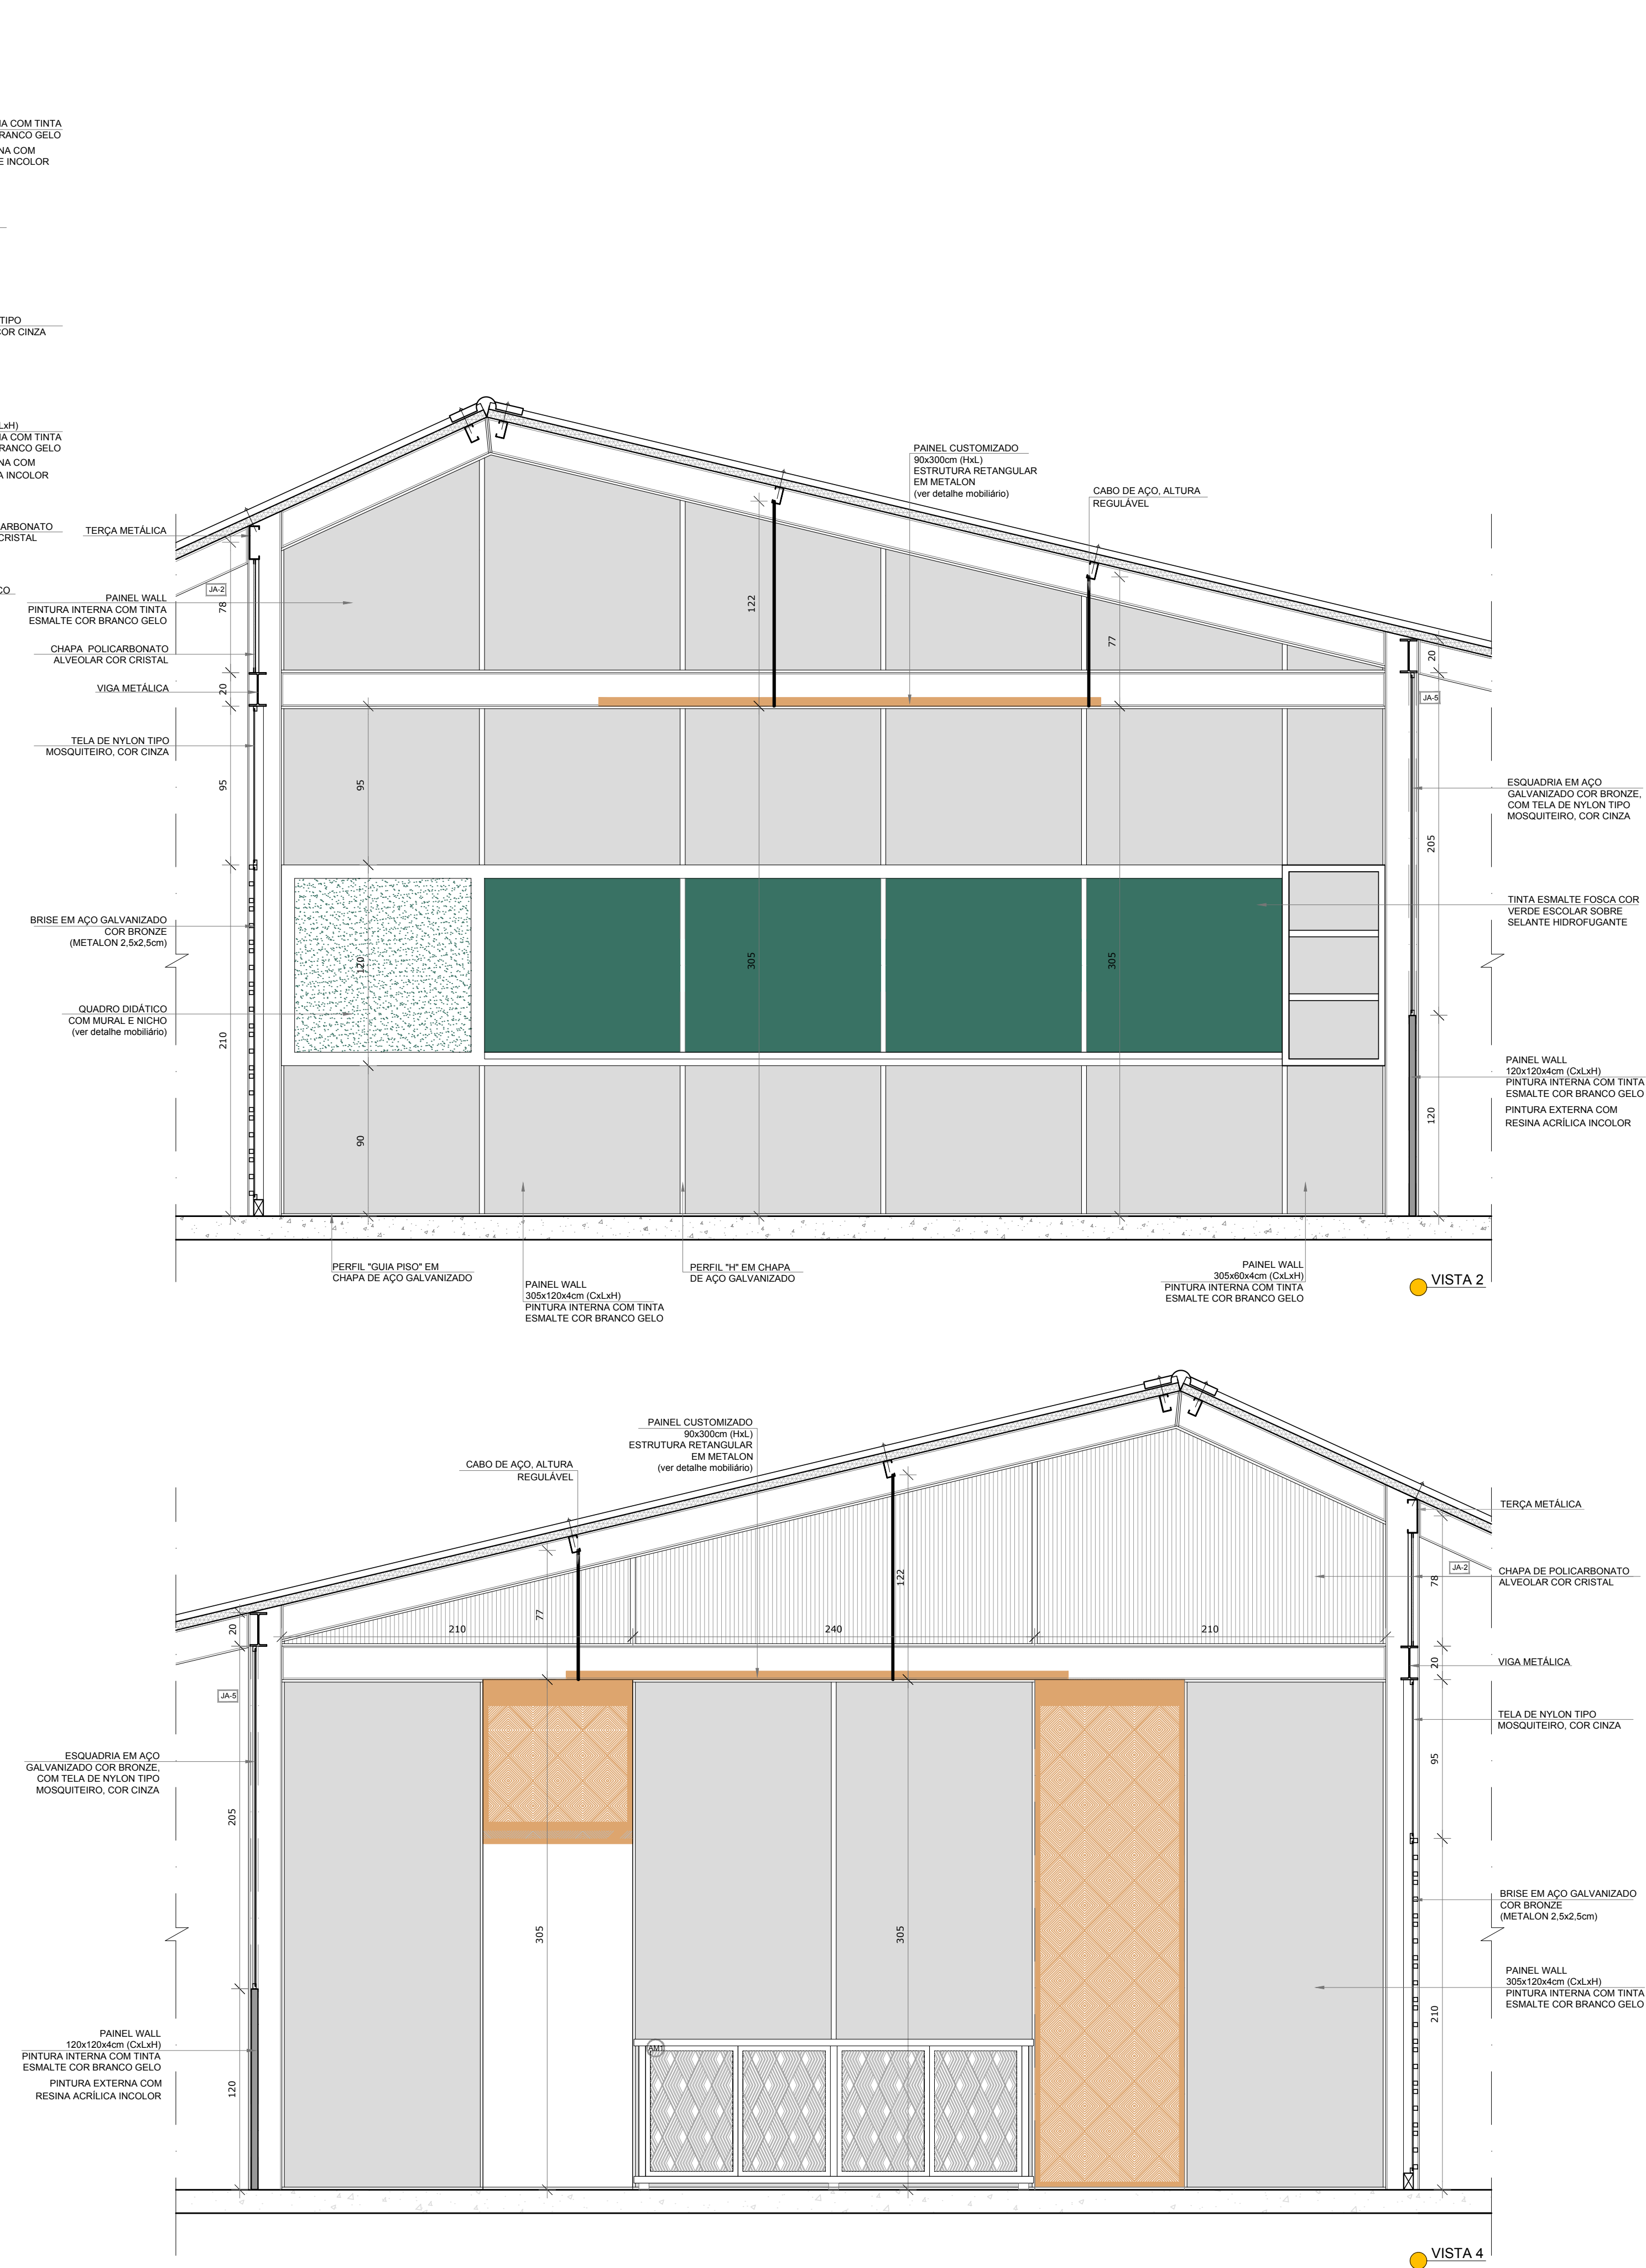 A COM TINTA
RANCO GELO
NA COM
E INCOLOR
TIPO
COR CINZA
LxH)
A COM TINTA
RANCO GELO
NA COM
A INCOLOR
ARBONATO
CRISTAL
CO
TERÇA METÁLICA
JA-2
78
PAINEL WALL
PINTURA INTERNA COM TINTA
ESMALTE COR BRANCO GELO
CHAPA POLICARBONATO
ALVEOLAR COR CRISTAL
VIGA METÁLICA
20
TELA DE NYLON TIPO
MOSQUITEIRO, COR CINZA
95
BRISE EM AÇO GALVANIZADO
COR BRONZE
(METALON 2,5x2,5cm)
QUADRO DIDÁTICO
COM MURAL E NICHO
(ver detalhe mobiliário)
210
95
120
90
122
305
PAINEL CUSTOMIZADO
90x300cm (HxL)
ESTRUTURA RETANGULAR
EM METALON
(ver detalhe mobiliário)
CABO DE AÇO, ALTURA
REGULÁVEL
77
305
20
JA-5
205
120
ESQUADRIA EM AÇO
GALVANIZADO COR BRONZE,
COM TELA DE NYLON TIPO
MOSQUITEIRO, COR CINZA
TINTA ESMALTE FOSCA COR
VERDE ESCOLAR SOBRE
SELANTE HIDROFUGANTE
PAINEL WALL
120x120x4cm (CxLxH)
PINTURA INTERNA COM TINTA
ESMALTE COR BRANCO GELO
PINTURA EXTERNA COM
RESINA ACRÍLICA INCOLOR
PERFIL "GUIA PISO" EM
CHAPA DE AÇO GALVANIZADO
PAINEL WALL
305x120x4cm (CxLxH)
PINTURA INTERNA COM TINTA
ESMALTE COR BRANCO GELO
PERFIL "H" EM CHAPA
DE AÇO GALVANIZADO
PAINEL WALL
305x60x4cm (CxLxH)
PINTURA INTERNA COM TINTA
ESMALTE COR BRANCO GELO
VISTA 2
PAINEL CUSTOMIZADO
90x300cm (HxL)
ESTRUTURA RETANGULAR
EM METALON
(ver detalhe mobiliário)
CABO DE AÇO, ALTURA
REGULÁVEL
20
77
122
210
240
210
JA-5
ESQUADRIA EM AÇO
GALVANIZADO COR BRONZE,
COM TELA DE NYLON TIPO
MOSQUITEIRO, COR CINZA
205
305
305
PAINEL WALL
120x120x4cm (CxLxH)
PINTURA INTERNA COM TINTA
ESMALTE COR BRANCO GELO
PINTURA EXTERNA COM
RESINA ACRÍLICA INCOLOR
120
AM1
TERÇA METÁLICA
JA-2
78
CHAPA DE POLICARBONATO
ALVEOLAR COR CRISTAL
20
VIGA METÁLICA
TELA DE NYLON TIPO
MOSQUITEIRO, COR CINZA
95
BRISE EM AÇO GALVANIZADO
COR BRONZE
(METALON 2,5x2,5cm)
PAINEL WALL
305x120x4cm (CxLxH)
PINTURA INTERNA COM TINTA
ESMALTE COR BRANCO GELO
210
VISTA 4